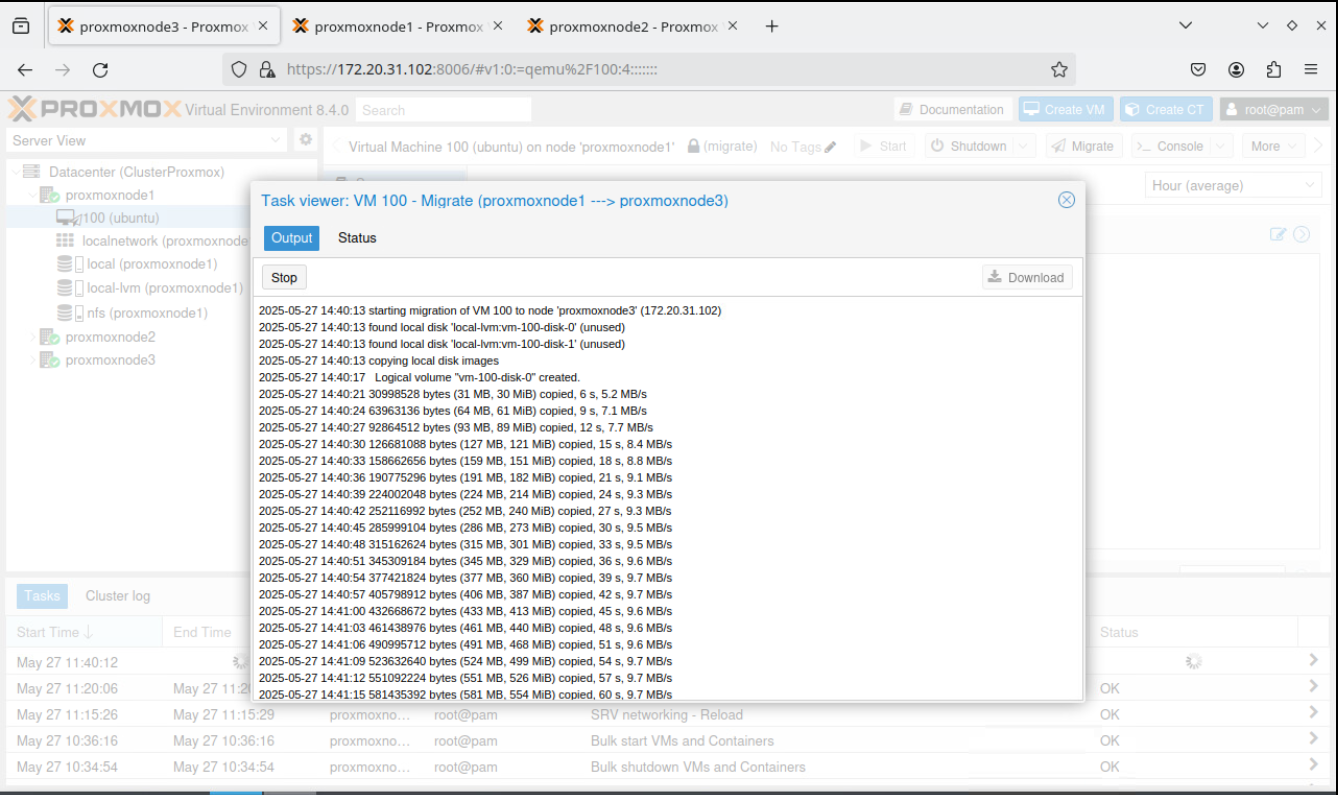 proxmoxnode3 - Proxmox
proxmoxnode1 - Proxmox
proxmoxnode2 - Proxmox
https://172.20.31.102:8006/#v1:0:=qemu%2F100:4:::::::
PROXMOX Virtual Environment 8.4.0 Search Documentation Create VM Create CT root@pam
Server View
Virtual Machine 100 (ubuntu) on node 'proxmoxnode1' (migrate) No Tags Start Shutdown Migrate >_ Console More
Datacenter (ClusterProxmox)
proxmoxnode1
100 (ubuntu)
localnetwork (proxmoxnode
local (proxmoxnode1)
local-lvm (proxmoxnode1)
nfs (proxmoxnode1)
proxmoxnode2
proxmoxnode3
Hour (average)
Task viewer: VM 100 - Migrate (proxmoxnode1 ---> proxmoxnode3)
Output Status
Stop Download
2025-05-27 14:40:13 starting migration of VM 100 to node 'proxmoxnode3' (172.20.31.102)
2025-05-27 14:40:13 found local disk 'local-lvm:vm-100-disk-0' (unused)
2025-05-27 14:40:13 found local disk 'local-lvm:vm-100-disk-1' (unused)
2025-05-27 14:40:13 copying local disk images
2025-05-27 14:40:17 Logical volume "vm-100-disk-0" created.
2025-05-27 14:40:21 30998528 bytes (31 MB, 30 MiB) copied, 6 s, 5.2 MB/s
2025-05-27 14:40:24 63963136 bytes (64 MB, 61 MiB) copied, 9 s, 7.1 MB/s
2025-05-27 14:40:27 92864512 bytes (93 MB, 89 MiB) copied, 12 s, 7.7 MB/s
2025-05-27 14:40:30 126681088 bytes (127 MB, 121 MiB) copied, 15 s, 8.4 MB/s
2025-05-27 14:40:33 158662656 bytes (159 MB, 151 MiB) copied, 18 s, 8.8 MB/s
2025-05-27 14:40:36 190775296 bytes (191 MB, 182 MiB) copied, 21 s, 9.1 MB/s
2025-05-27 14:40:39 224002048 bytes (224 MB, 214 MiB) copied, 24 s, 9.3 MB/s
2025-05-27 14:40:42 252116992 bytes (252 MB, 240 MiB) copied, 27 s, 9.3 MB/s
2025-05-27 14:40:45 285999104 bytes (286 MB, 273 MiB) copied, 30 s, 9.5 MB/s
2025-05-27 14:40:48 315162624 bytes (315 MB, 301 MiB) copied, 33 s, 9.5 MB/s
2025-05-27 14:40:51 345309184 bytes (345 MB, 329 MiB) copied, 36 s, 9.6 MB/s
2025-05-27 14:40:54 377421824 bytes (377 MB, 360 MiB) copied, 39 s, 9.7 MB/s
2025-05-27 14:40:57 405798912 bytes (406 MB, 387 MiB) copied, 42 s, 9.7 MB/s
2025-05-27 14:41:00 432668672 bytes (433 MB, 413 MiB) copied, 45 s, 9.6 MB/s
2025-05-27 14:41:03 461438976 bytes (461 MB, 440 MiB) copied, 48 s, 9.6 MB/s
2025-05-27 14:41:06 490995712 bytes (491 MB, 468 MiB) copied, 51 s, 9.6 MB/s
2025-05-27 14:41:09 523632640 bytes (524 MB, 499 MiB) copied, 54 s, 9.7 MB/s
2025-05-27 14:41:12 551092224 bytes (551 MB, 526 MiB) copied, 57 s, 9.7 MB/s
2025-05-27 14:41:15 581435392 bytes (581 MB, 554 MiB) copied, 60 s, 9.7 MB/s
Tasks Cluster log
Start Time ↓ End Time Status
May 27 11:40:12
May 27 11:20:06 May 27 11:2 OK
May 27 11:15:26 May 27 11:15:29 proxmoxno... root@pam SRV networking - Reload OK
May 27 10:36:16 May 27 10:36:16 proxmoxno... root@pam Bulk start VMs and Containers OK
May 27 10:34:54 May 27 10:34:54 proxmoxno... root@pam Bulk shutdown VMs and Containers OK